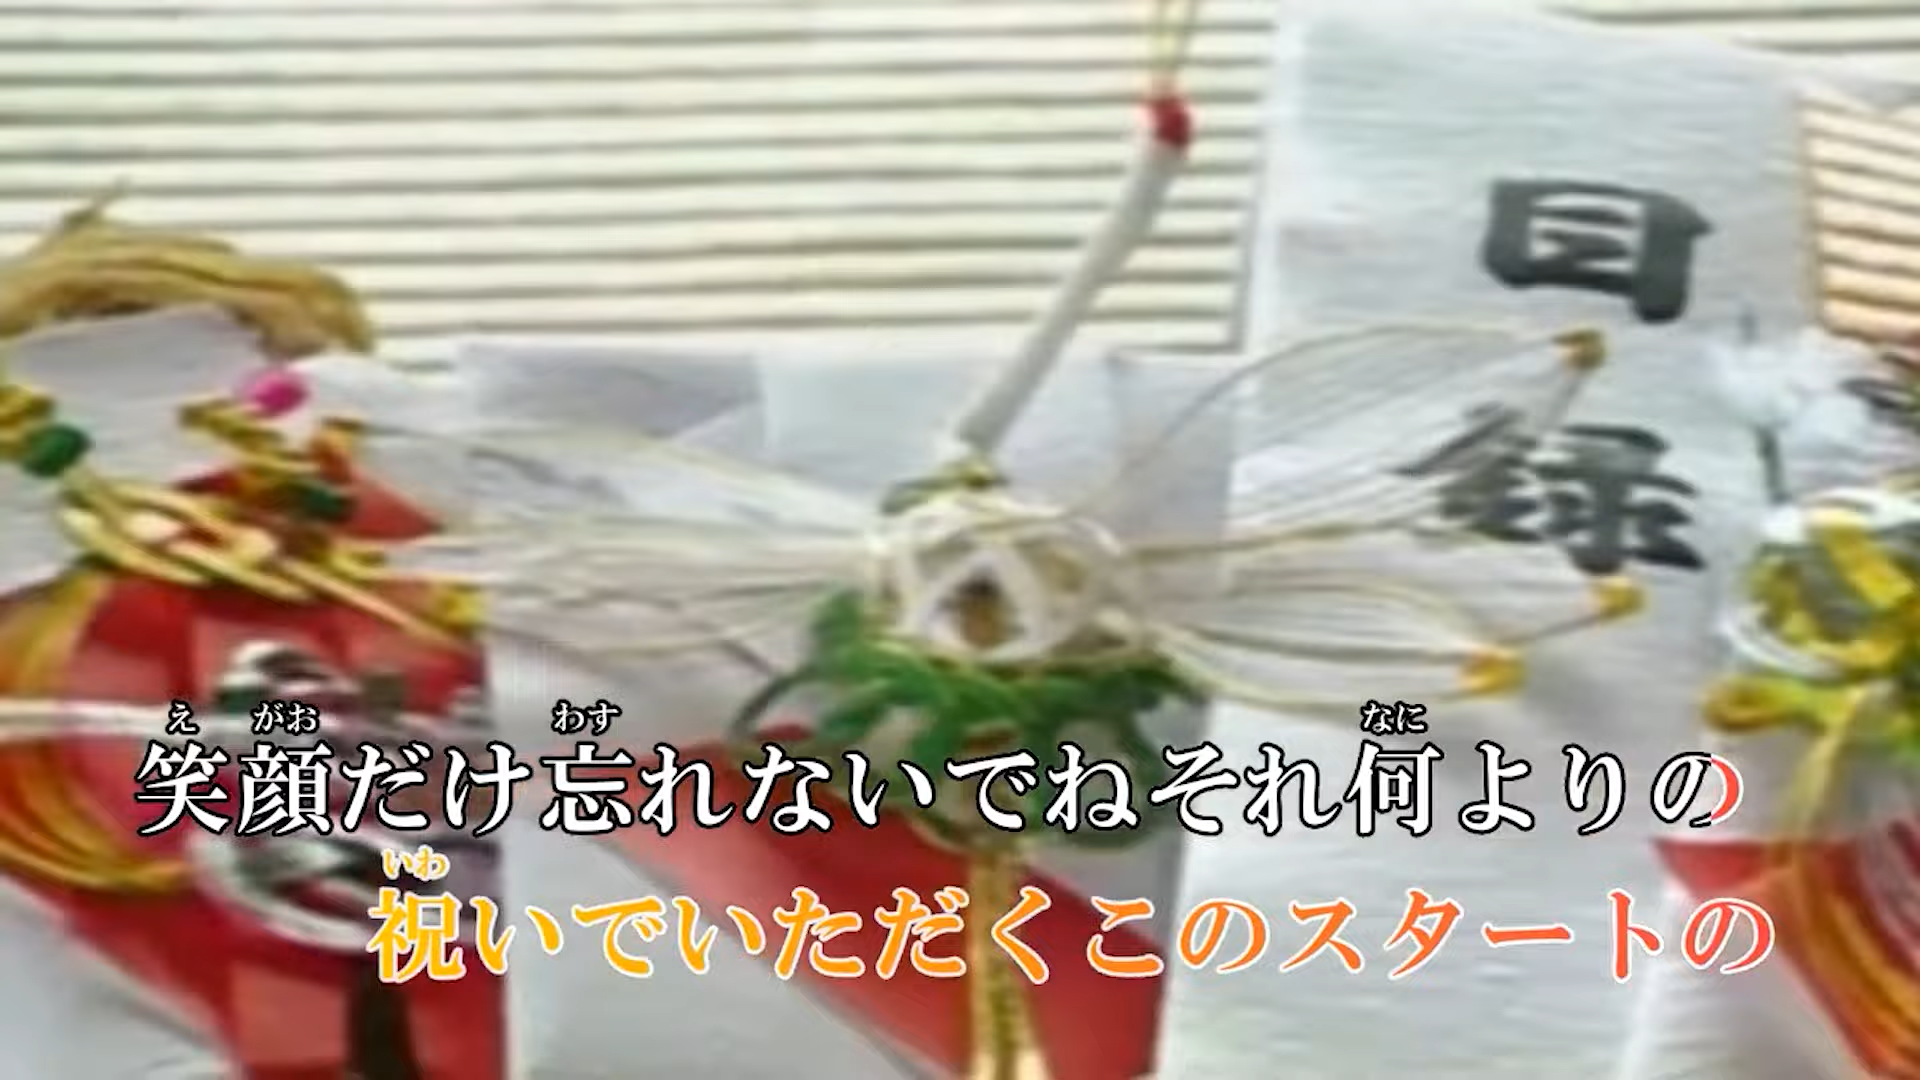 目録
えがお わす なに
笑顔だけ忘れないでねそれ何よりの
いわ
祝いでいただくこのスタートの